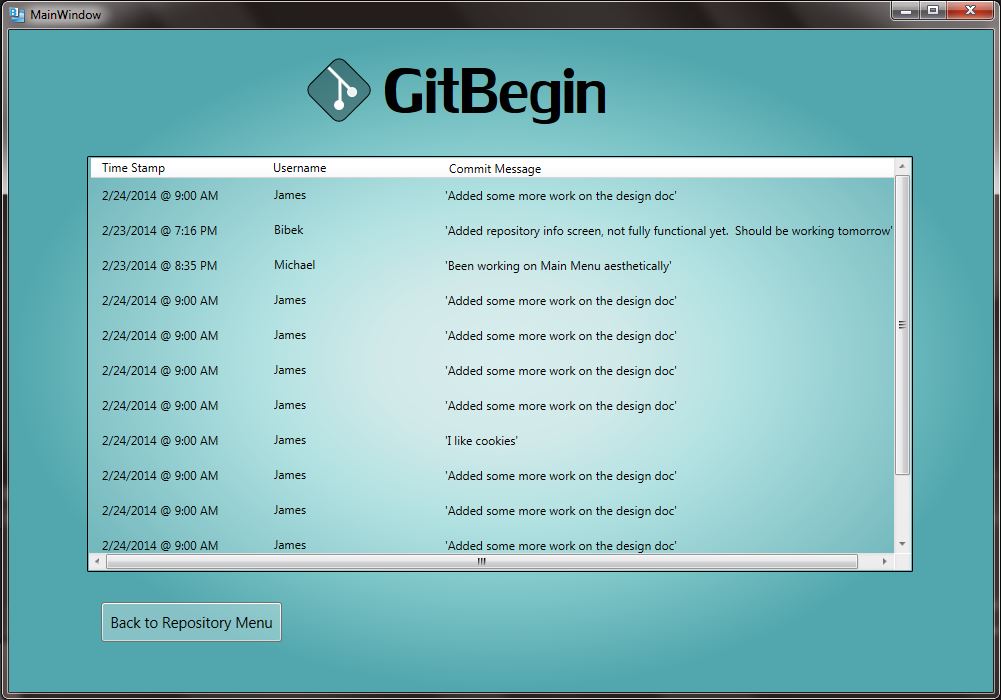 MainWindow
GitBegin
Time Stamp Username Commit Message
2/24/2014 @ 9:00 AM James 'Added some more work on the design doc'
2/23/2014 @ 7:16 PM Bibek 'Added repository info screen, not fully functional yet.  Should be working tomorrow'
2/23/2014 @ 8:35 PM Michael 'Been working on Main Menu aesthetically'
2/24/2014 @ 9:00 AM James 'Added some more work on the design doc'
2/24/2014 @ 9:00 AM James 'Added some more work on the design doc'
2/24/2014 @ 9:00 AM James 'Added some more work on the design doc'
2/24/2014 @ 9:00 AM James 'Added some more work on the design doc'
2/24/2014 @ 9:00 AM James 'I like cookies'
2/24/2014 @ 9:00 AM James 'Added some more work on the design doc'
2/24/2014 @ 9:00 AM James 'Added some more work on the design doc'
2/24/2014 @ 9:00 AM James 'Added some more work on the design doc'
Back to Repository Menu